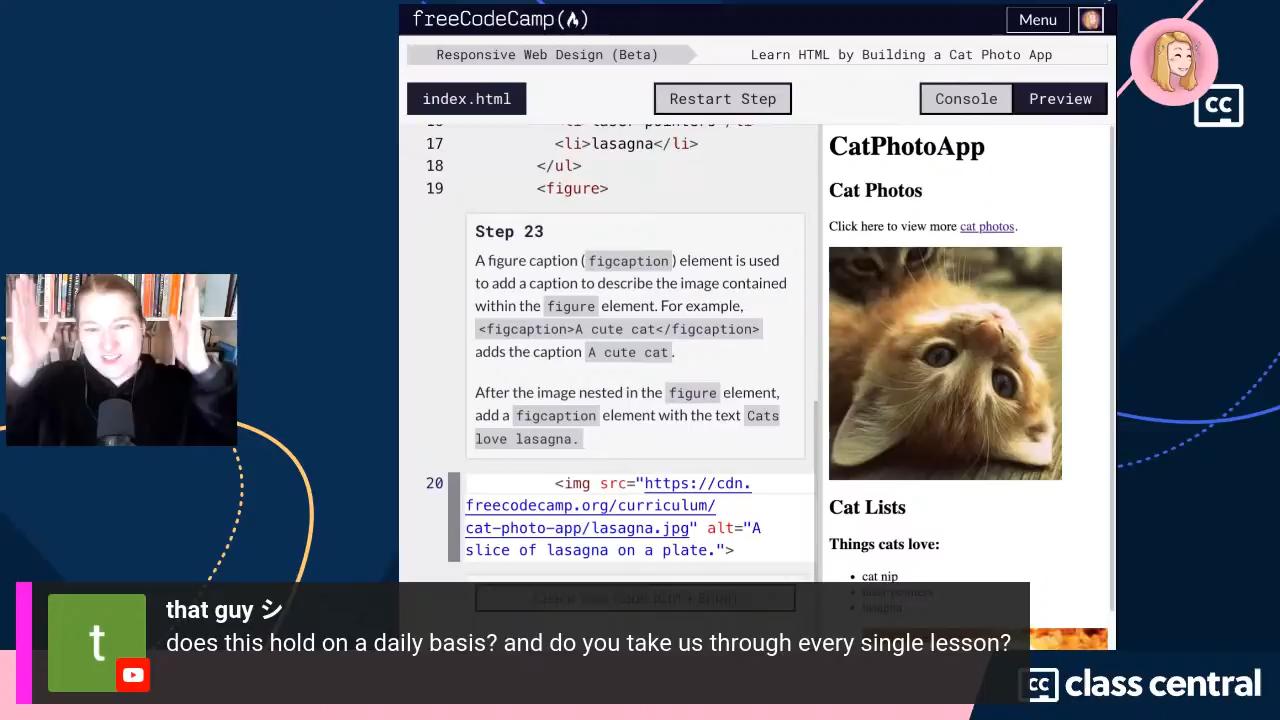 freeCodeCamp
Menu
Responsive Web Design (Beta)
Learn HTML by Building a Cat Photo App
index.html
Restart Step
Console
Preview
CC
17 <li>lasagna</li>
18 </ul>
19 <figure>
Step 23
A figure caption ( figcaption ) element is used
to add a caption to describe the image contained
within the figure element. For example,
<figcaption>A cute cat</figcaption>
adds the caption A cute cat .
After the image nested in the figure element,
add a figcaption element with the text Cats
love lasagna.
20 <img src="https://cdn.
freecodecamp.org/curriculum/
cat-photo-app/lasagna.jpg" alt="A
slice of lasagna on a plate.">
CatPhotoApp
Cat Photos
Click here to view more cat photos.
Cat Lists
Things cats love:
• cat nip
• laser pointers
• lasagna
t
that guy シ
does this hold on a daily basis? and do you take us through every single lesson?
CC class central